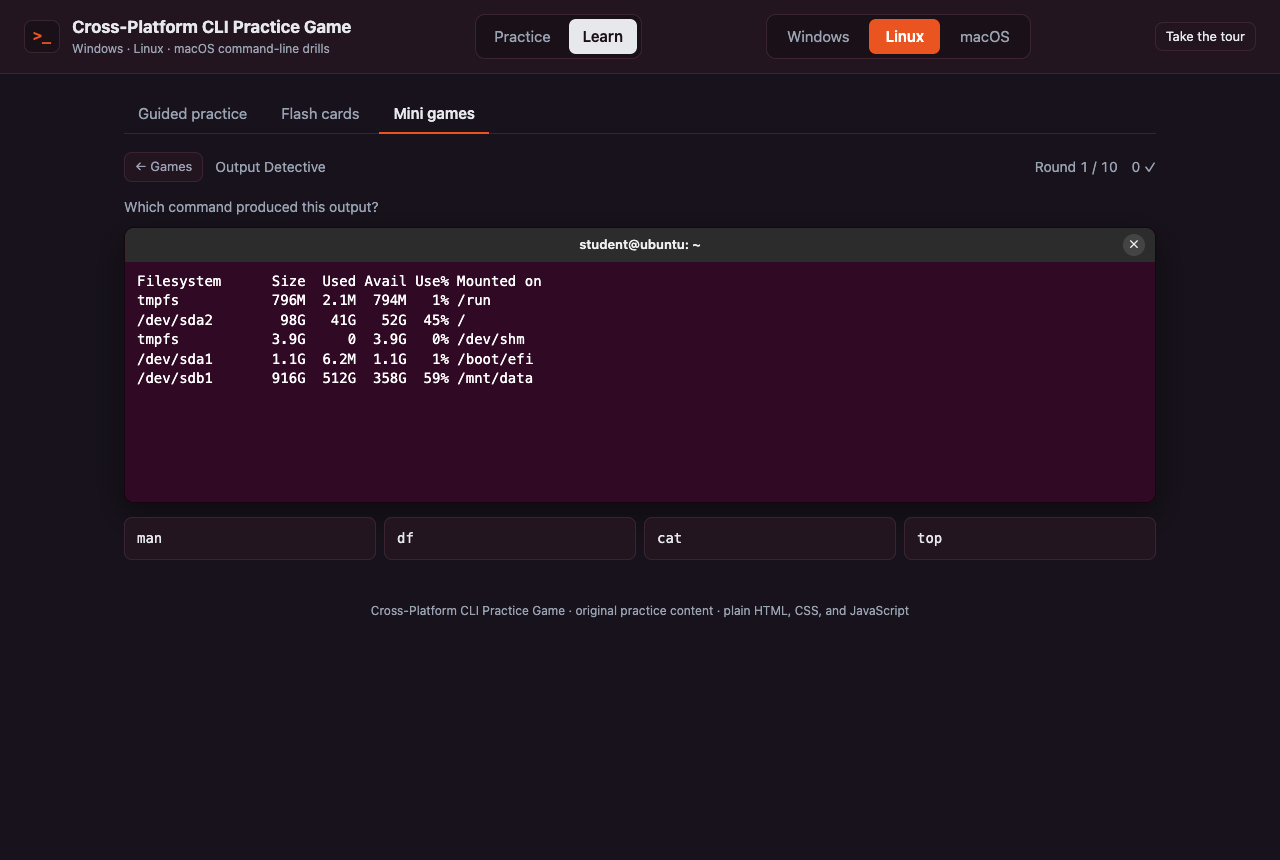 >_
Cross-Platform CLI Practice Game
Windows · Linux · macOS command-line drills
Practice
Learn
Windows
Linux
macOS
Take the tour
Guided practice
Flash cards
Mini games
← Games
Output Detective
Round 1 / 10
0 ✓
Which command produced this output?
student@ubuntu: ~
✕
Filesystem      Size  Used Avail Use% Mounted on
tmpfs           796M  2.1M  794M   1% /run
/dev/sda2        98G   41G   52G  45% /
tmpfs           3.9G     0  3.9G   0% /dev/shm
/dev/sda1       1.1G  6.2M  1.1G   1% /boot/efi
/dev/sdb1       916G  512G  358G  59% /mnt/data
man
df
cat
top
Cross-Platform CLI Practice Game · original practice content · plain HTML, CSS, and JavaScript